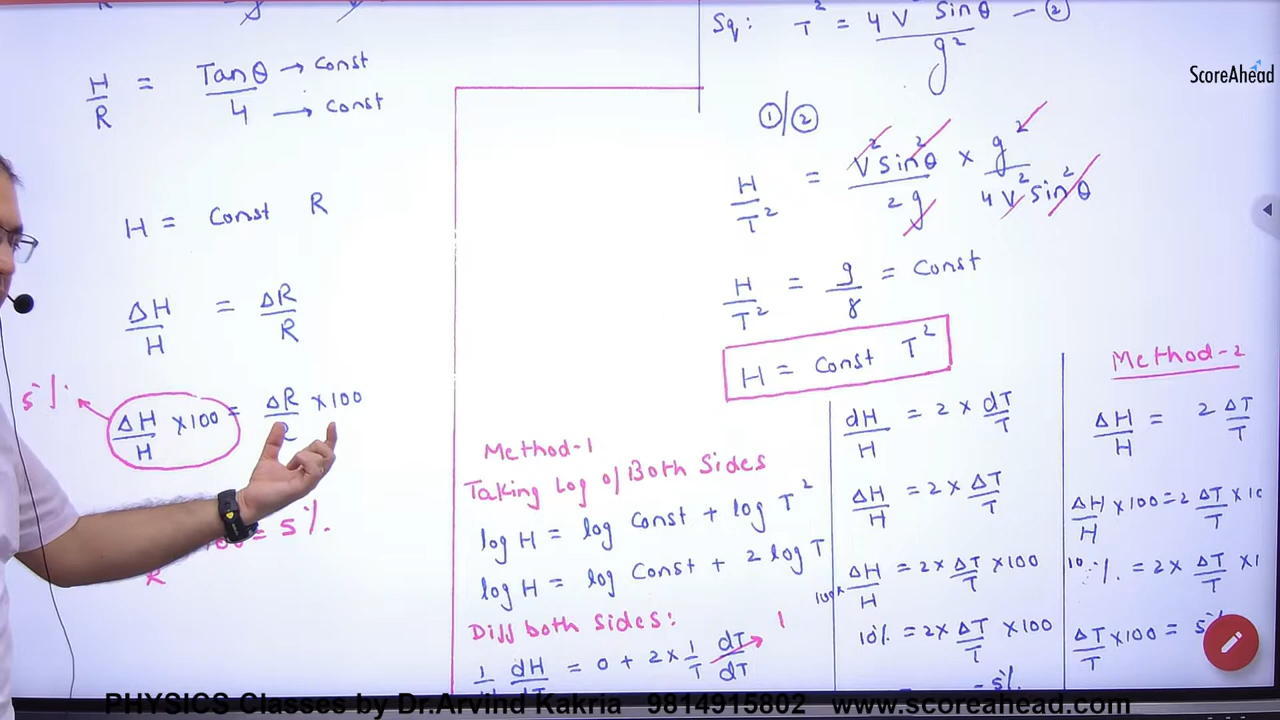 H/R = Tanθ → Const / 4 → Const
H = Const R
ΔH/H = ΔR/R
5% ΔH/H ×100 = ΔR/R ×100
= 5%.
R
Sq: T² = 4V² Sin²θ / g² — ②
①/②
H/T² = V² Sin²θ / 2g × g² / 4V² Sin²θ
H/T² = g/8 = Const
H = Const T²
Method-1
Taking Log of Both Sides
log H = log Const + log T²
log H = log Const + 2 log T
Diff both sides:
= 0 + 2 × 1/T dT/dT 1
dH/H = 2 × dT/T
ΔH/H = 2 × ΔT/T
100× ΔH/H = 2 × ΔT/T × 100
10% = 2 × ΔT/T × 100
= 5%.
Method-2
ΔH/H = 2 ΔT/T
ΔH/H ×100 = 2 ΔT/T × 10
10% = 2 × ΔT/T × 1
ΔT/T ×100 = 5%
ScoreAhead
PHYSICS Classes by Dr.Arvind Kakria 9814915802 www.scoreahead.com